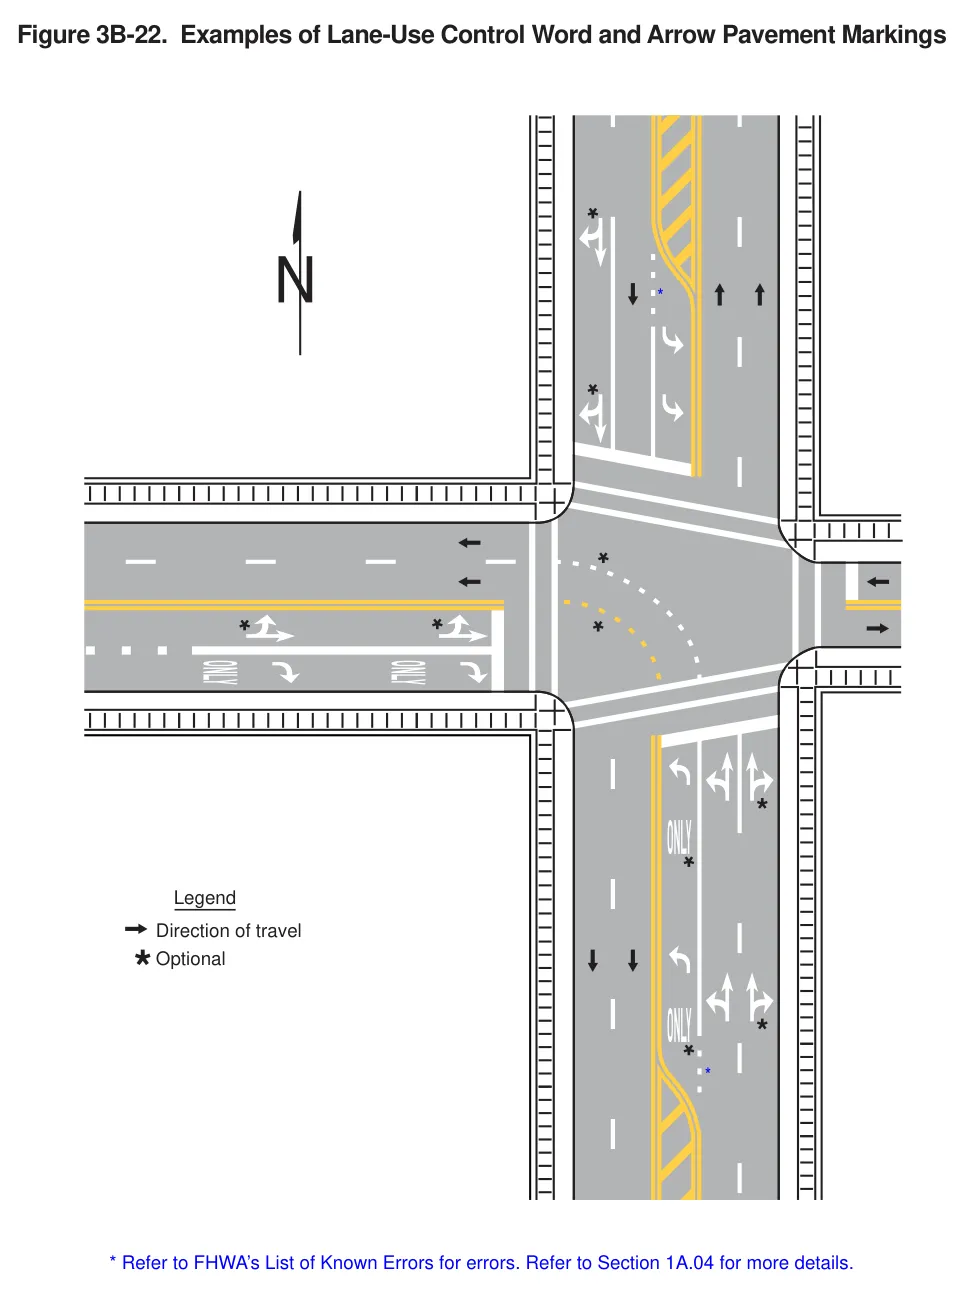 Figure 3B-22. Examples of Lane-Use Control Word and Arrow Pavement Markings
N
*
*
*
*
*
*
*
ONLY
ONLY
*
ONLY
*
*
ONLY
*
*
*
Legend
Direction of travel
* Optional
* Refer to FHWA's List of Known Errors for errors. Refer to Section 1A.04 for more details.